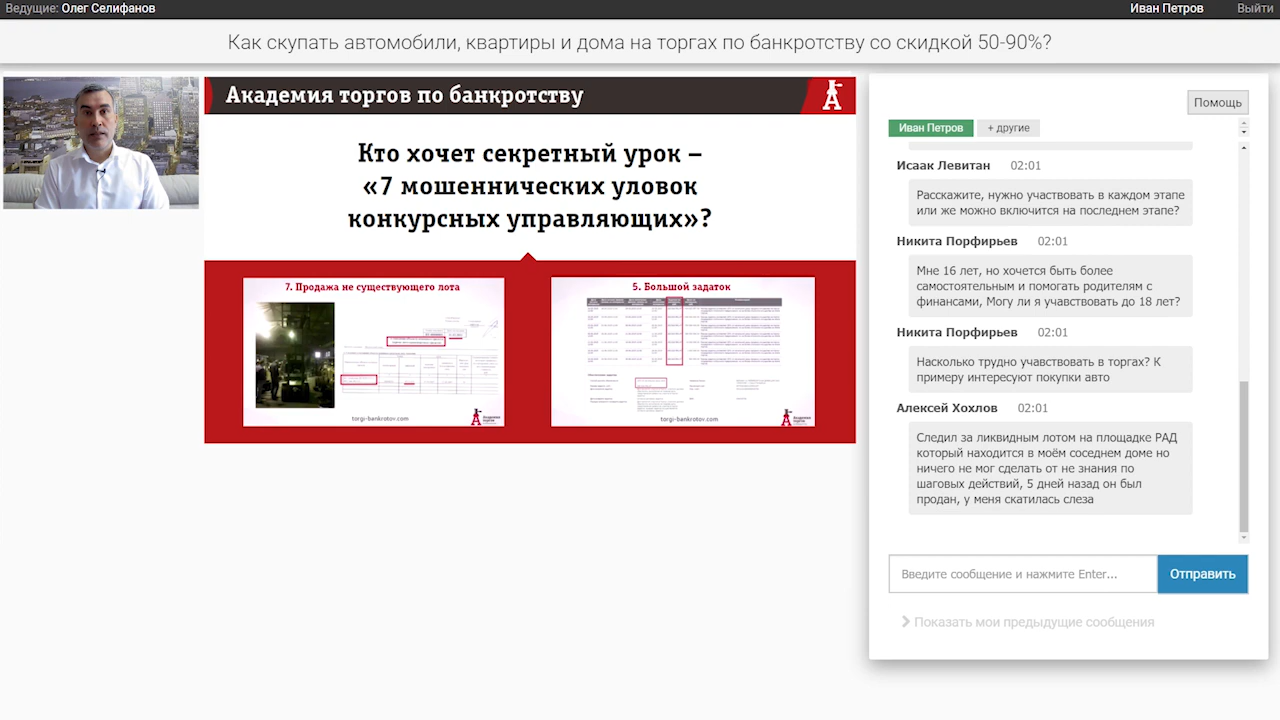 Ведущие: Олег Селифанов
Иван Петров
Выйти
Как скупать автомобили, квартиры и дома на торгах по банкротству со скидкой 50-90%?
Академия торгов по банкротству
Кто хочет секретный урок –
«7 мошеннических уловок
конкурсных управляющих»?
7. Продажа не существующего лота
torgi-bankrotov.com
5. Большой задаток
torgi-bankrotov.com
Помощь
Иван Петров
+ другие
Исаак Левитан 02:01
Расскажите, нужно участвовать в каждом этапе
или же можно включится на последнем этапе?
Никита Порфирьев 02:01
Мне 16 лет, но хочется быть более
самостоятельным и помогать родителям с
финансами, Могу ли я учавствовать до 18 лет?
Никита Порфирьев 02:01
Насколько трудно участвовать в торгах? К
примеру интересуют покупки авто
Алексей Хохлов 02:01
Следил за ликвидным лотом на площадке РАД
который находится в моём соседнем доме но
ничего не мог сделать от не знания по
шаговых действий, 5 дней назад он был
продан, у меня скатилась слеза
Введите сообщение и нажмите Enter...
Отправить
Показать мои предыдущие сообщения